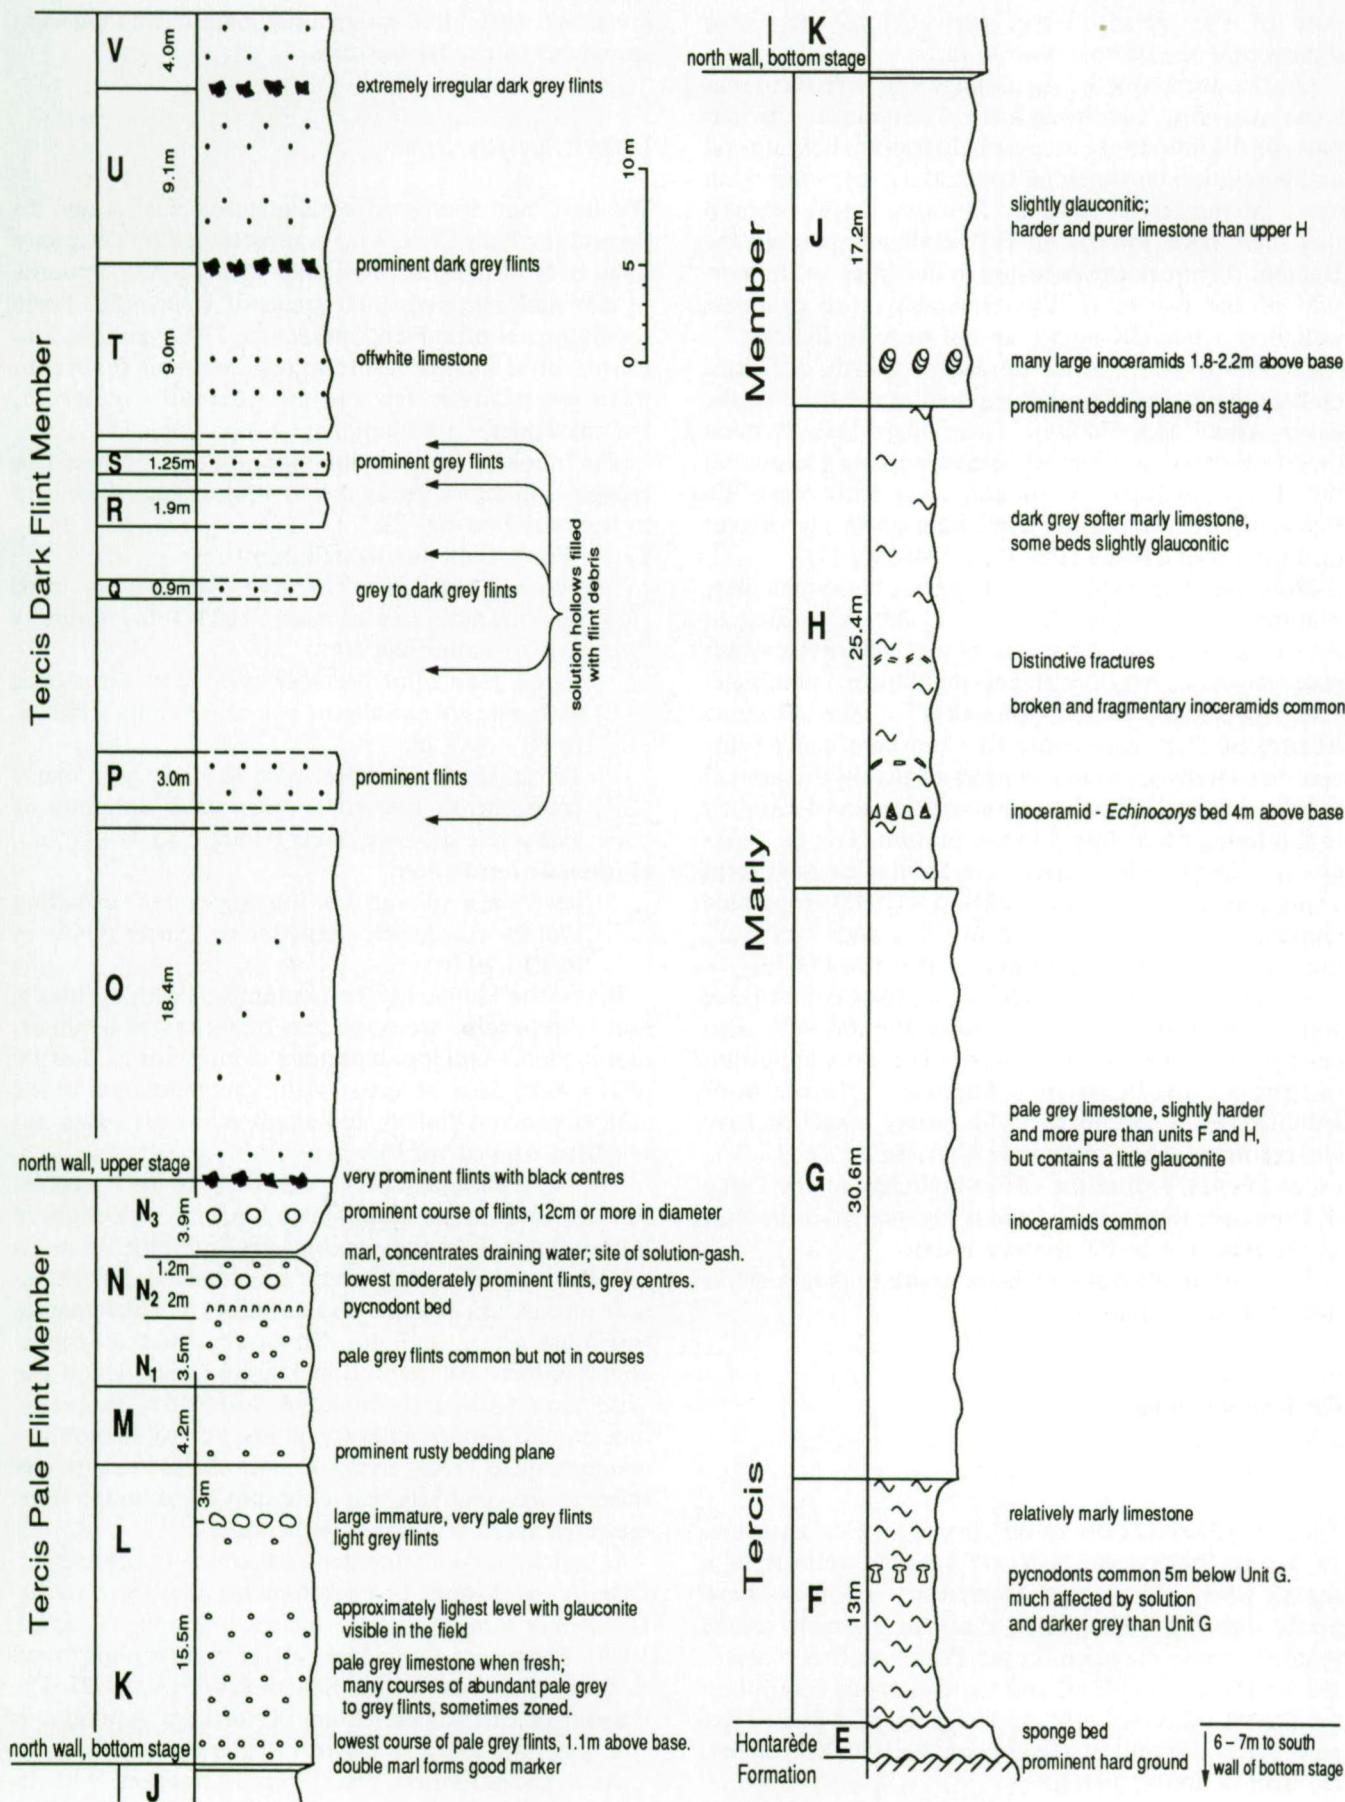 Tercis Dark Flint Member
V
4.0m
extremely irregular dark grey flints
U
9.1m
prominent dark grey flints
T
9.0m
offwhite limestone
S
1.25m
prominent grey flints
R
1.9m
Q
0.9m
grey to dark grey flints
solution hollows filled
with flint debris
P
3.0m
prominent flints
O
18.4m
10m
5
0
north wall, upper stage
very prominent flints with black centres
Tercis Pale Flint Member
N
N3
3.9m
prominent course of flints, 12cm or more in diameter
marl, concentrates draining water; site of solution-gash.
N2
1.2m
2m
lowest moderately prominent flints, grey centres.
pycnodont bed
N1
3.5m
pale grey flints common but not in courses
M
4.2m
prominent rusty bedding plane
L
3m
large immature, very pale grey flints
light grey flints
15.5m
approximately lighest level with glauconite
visible in the field
K
pale grey limestone when fresh;
many courses of abundant pale grey
to grey flints, sometimes zoned.
north wall, bottom stage
lowest course of pale grey flints, 1.1m above base.
double marl forms good marker
J
K
north wall, bottom stage
Tercis Marly Member
J
17.2m
slightly glauconitic;
harder and purer limestone than upper H
many large inoceramids 1.8-2.2m above base
prominent bedding plane on stage 4
H
25.4m
dark grey softer marly limestone,
some beds slightly glauconitic
Distinctive fractures
broken and fragmentary inoceramids common
inoceramid - Echinocorys bed 4m above base
G
30.6m
pale grey limestone, slightly harder
and more pure than units F and H,
but contains a little glauconite
inoceramids common
F
13m
relatively marly limestone
pycnodonts common 5m below Unit G.
much affected by solution
and darker grey than Unit G
Hontarède
Formation
E
sponge bed
prominent hard ground
6 – 7m to south
wall of bottom stage